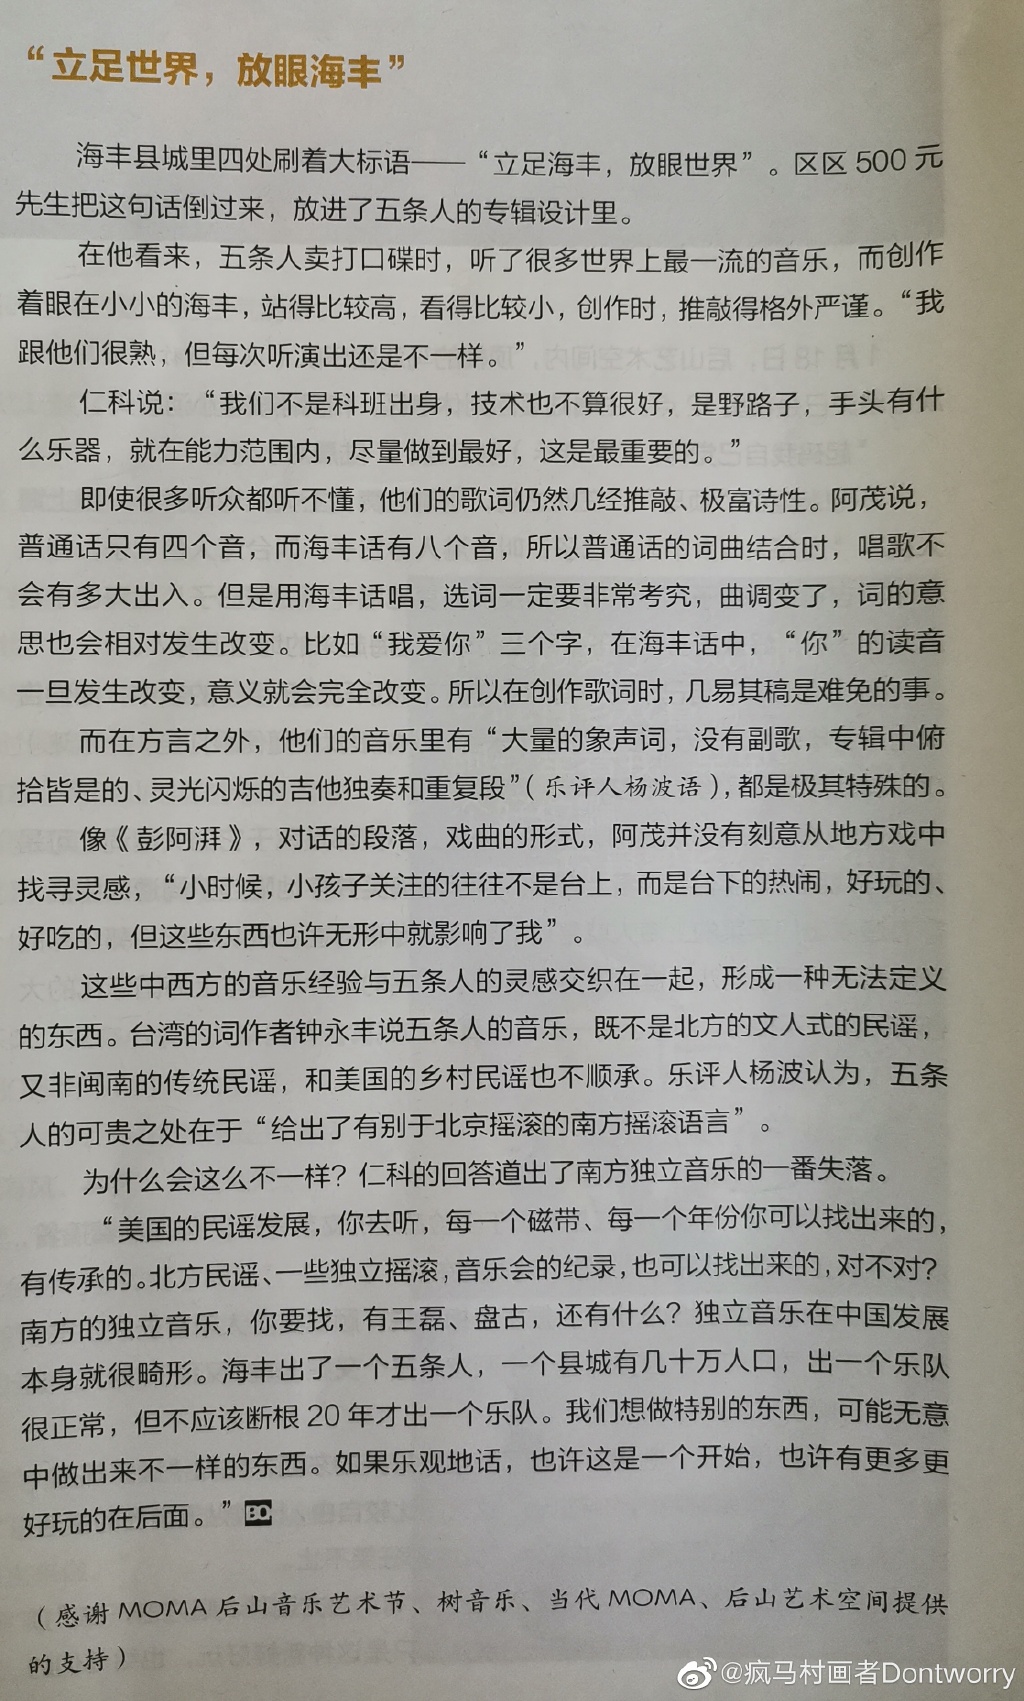 “立足世界，放眼海丰”
海丰县城里四处刷着大标语——“立足海丰，放眼世界”。区区500元
先生把这句话倒过来，放进了五条人的专辑设计里。
在他看来，五条人卖打口碟时，听了很多世界上最一流的音乐，而创作
着眼在小小的海丰，站得比较高，看得比较小，创作时，推敲得格外严谨。“我
跟他们很熟，但每次听演出还是不一样。”
仁科说：“我们不是科班出身，技术也不算很好，是野路子，手头有什
么乐器，就在能力范围内，尽量做到最好，这是最重要的。”
即使很多听众都听不懂，他们的歌词仍然几经推敲、极富诗性。阿茂说，
普通话只有四个音，而海丰话有八个音，所以普通话的词曲结合时，唱歌不
会有多大出入。但是用海丰话唱，选词一定要非常考究，曲调变了，词的意
思也会相对发生改变。比如“我爱你”三个字，在海丰话中，“你”的读音
一旦发生改变，意义就会完全改变。所以在创作歌词时，几易其稿是难免的事。
而在方言之外，他们的音乐里有“大量的象声词，没有副歌，专辑中俯
拾皆是的、灵光闪烁的吉他独奏和重复段”（乐评人杨波语），都是极其特殊的。
像《彭阿湃》，对话的段落，戏曲的形式，阿茂并没有刻意从地方戏中
找寻灵感，“小时候，小孩子关注的往往不是台上，而是台下的热闹，好玩的、
好吃的，但这些东西也许无形中就影响了我”。
这些中西方的音乐经验与五条人的灵感交织在一起，形成一种无法定义
的东西。台湾的词作者钟永丰说五条人的音乐，既不是北方的文人式的民谣，
又非闽南的传统民谣，和美国的乡村民谣也不顺承。乐评人杨波认为，五条
人的可贵之处在于“给出了有别于北京摇滚的南方摇滚语言”。
为什么会这么不一样？仁科的回答道出了南方独立音乐的一番失落。
“美国的民谣发展，你去听，每一个磁带、每一个年份你可以找出来的，
有传承的。北方民谣、一些独立摇滚，音乐会的纪录，也可以找出来的，对不对？
南方的独立音乐，你要找，有王磊、盘古，还有什么？独立音乐在中国发展
本身就很畸形。海丰出了一个五条人，一个县城有几十万人口，出一个乐队
很正常，但不应该断根20年才出一个乐队。我们想做特别的东西，可能无意
中做出来不一样的东西。如果乐观地话，也许这是一个开始，也许有更多更
好玩的在后面。”
（感谢MOMA后山音乐艺术节、树音乐、当代MOMA、后山艺术空间提供
的支持）
@疯马村画者Dontworry